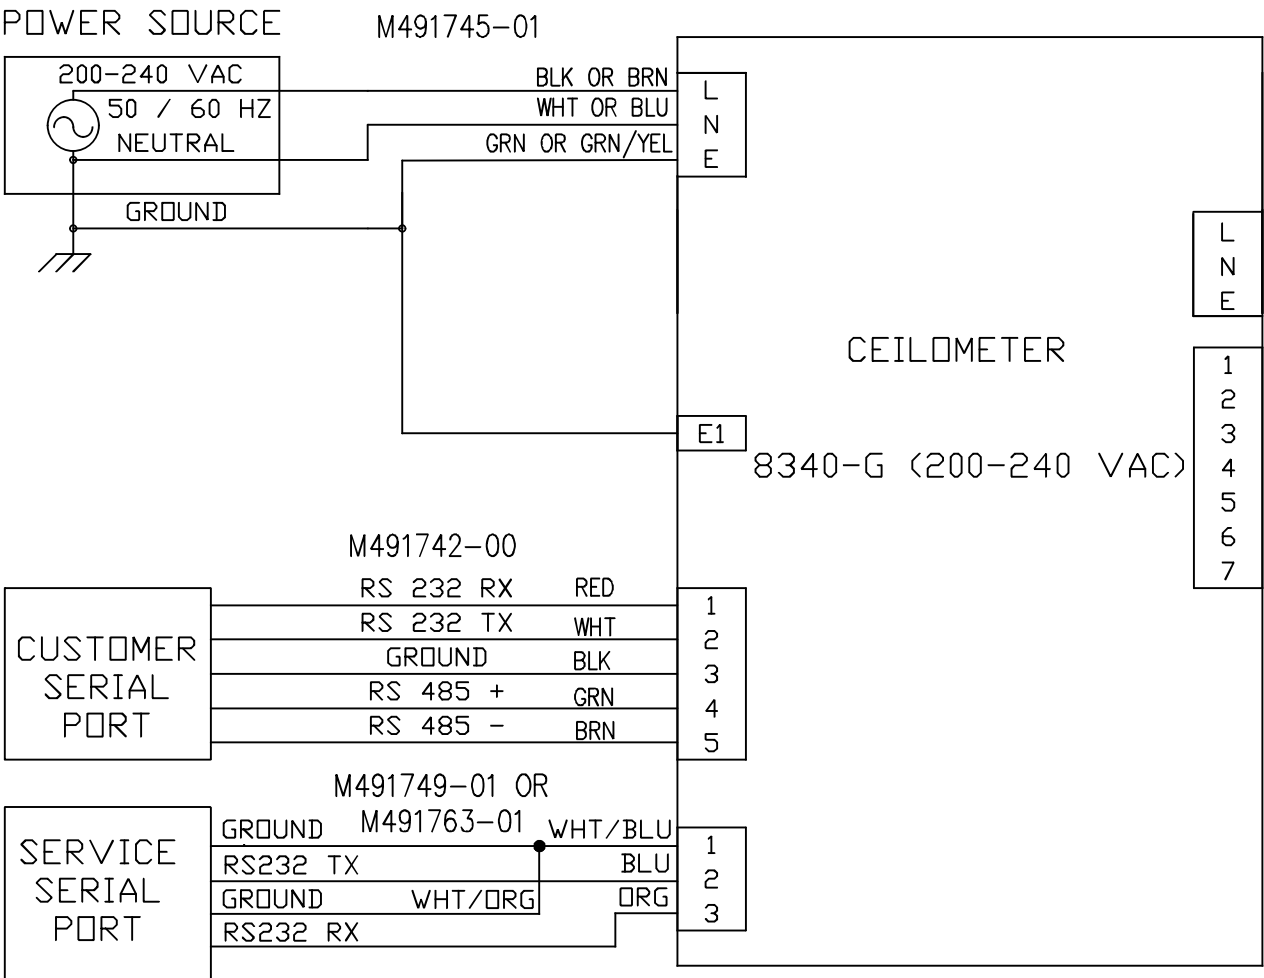 POWER SOURCE
M491745-01
200-240 VAC
50 / 60 HZ
NEUTRAL
GROUND
BLK OR BRN
WHT OR BLU
GRN OR GRN/YEL
L
N
E
L
N
E
CEILOMETER
8340-G (200-240 VAC)
E1
1
2
3
4
5
6
7
M491742-00
CUSTOMER
SERIAL
PORT
RS 232 RX RED
RS 232 TX WHT
GROUND BLK
RS 485 + GRN
RS 485 - BRN
1
2
3
4
5
M491749-01 OR
M491763-01
SERVICE
SERIAL
PORT
GROUND WHT/BLU
RS232 TX BLU
GROUND WHT/ORG ORG
RS232 RX
1
2
3